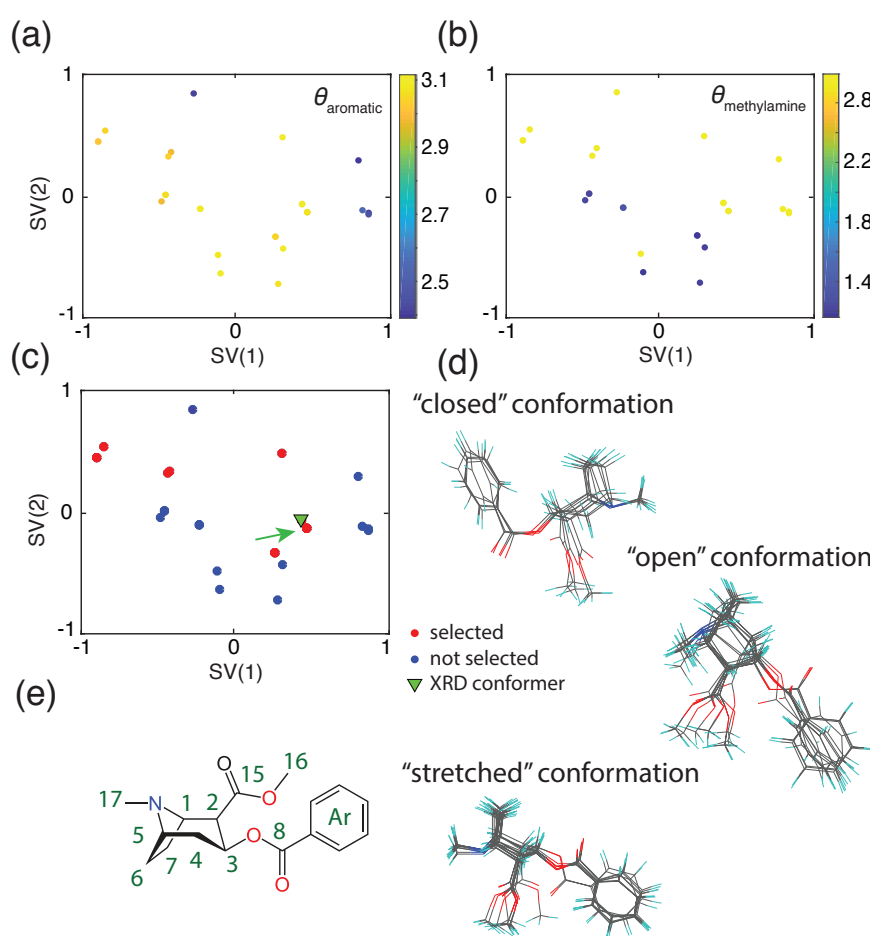 (a)
(b)
1
0
-1
-1
0
1
SV(2)
SV(1)
θaromatic
3.1
2.9
2.7
2.5
1
0
-1
-1
0
1
SV(1)
θmethylamine
2.8
2.2
1.8
1.4
(c)
(d)
1
0
-1
-1
0
1
SV(2)
SV(1)
selected
not selected
XRD conformer
“closed” conformation
“open” conformation
“stretched” conformation
(e)
O
15
16
17
N
1
2
O
5
Ar
4
O
8
7
3
6
O